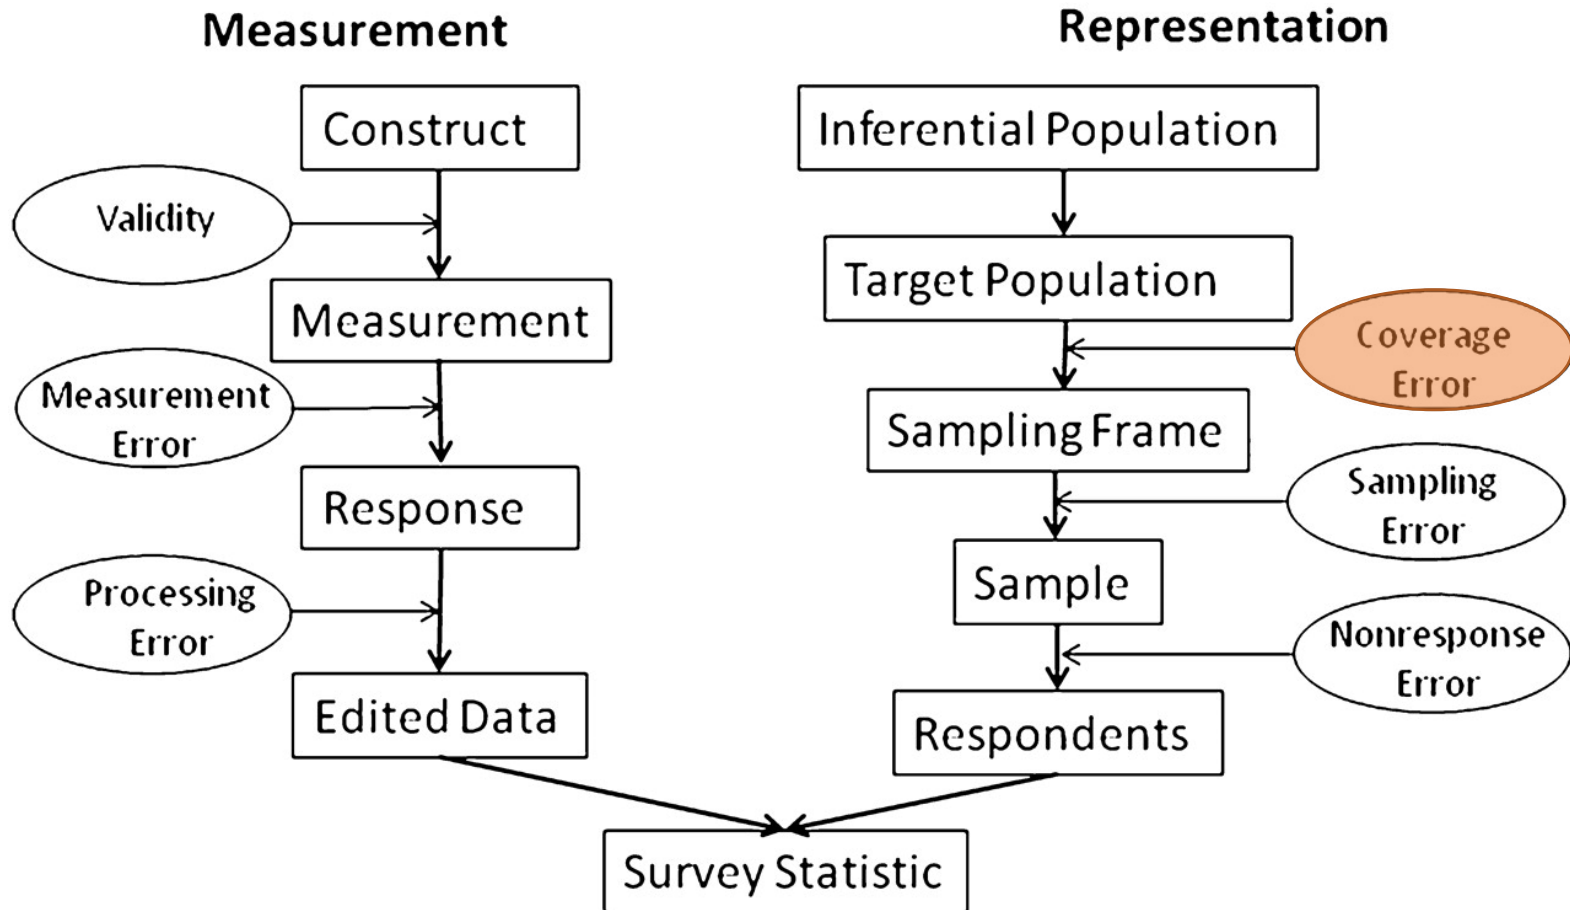 Measurement
Representation
Construct
Inferential Population
Validity
Target Population
Measurement
Coverage
Error
Measurement
Error
Sampling Frame
Response
Sampling
Error
Processing
Error
Sample
Nonresponse
Error
Edited Data
Respondents
Survey Statistic